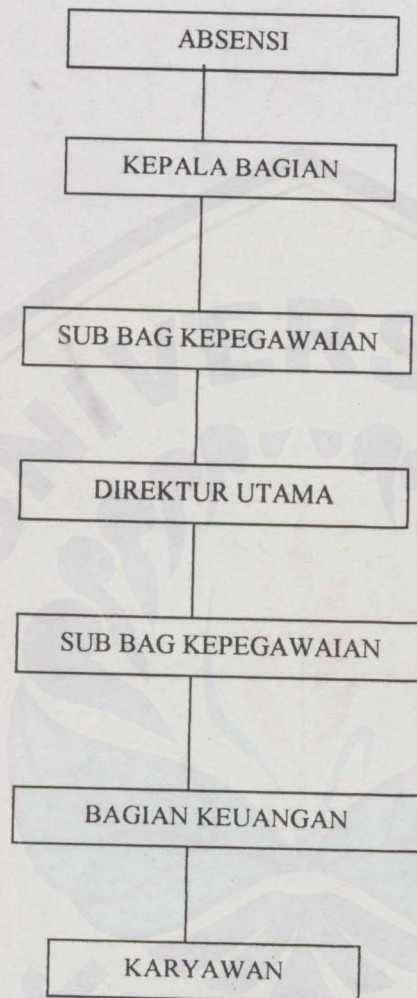 ABSENSI
KEPALA BAGIAN
SUB BAG KEPEGAWAIAN
DIREKTUR UTAMA
SUB BAG KEPEGAWAIAN
BAGIAN KEUANGAN
KARYAWAN